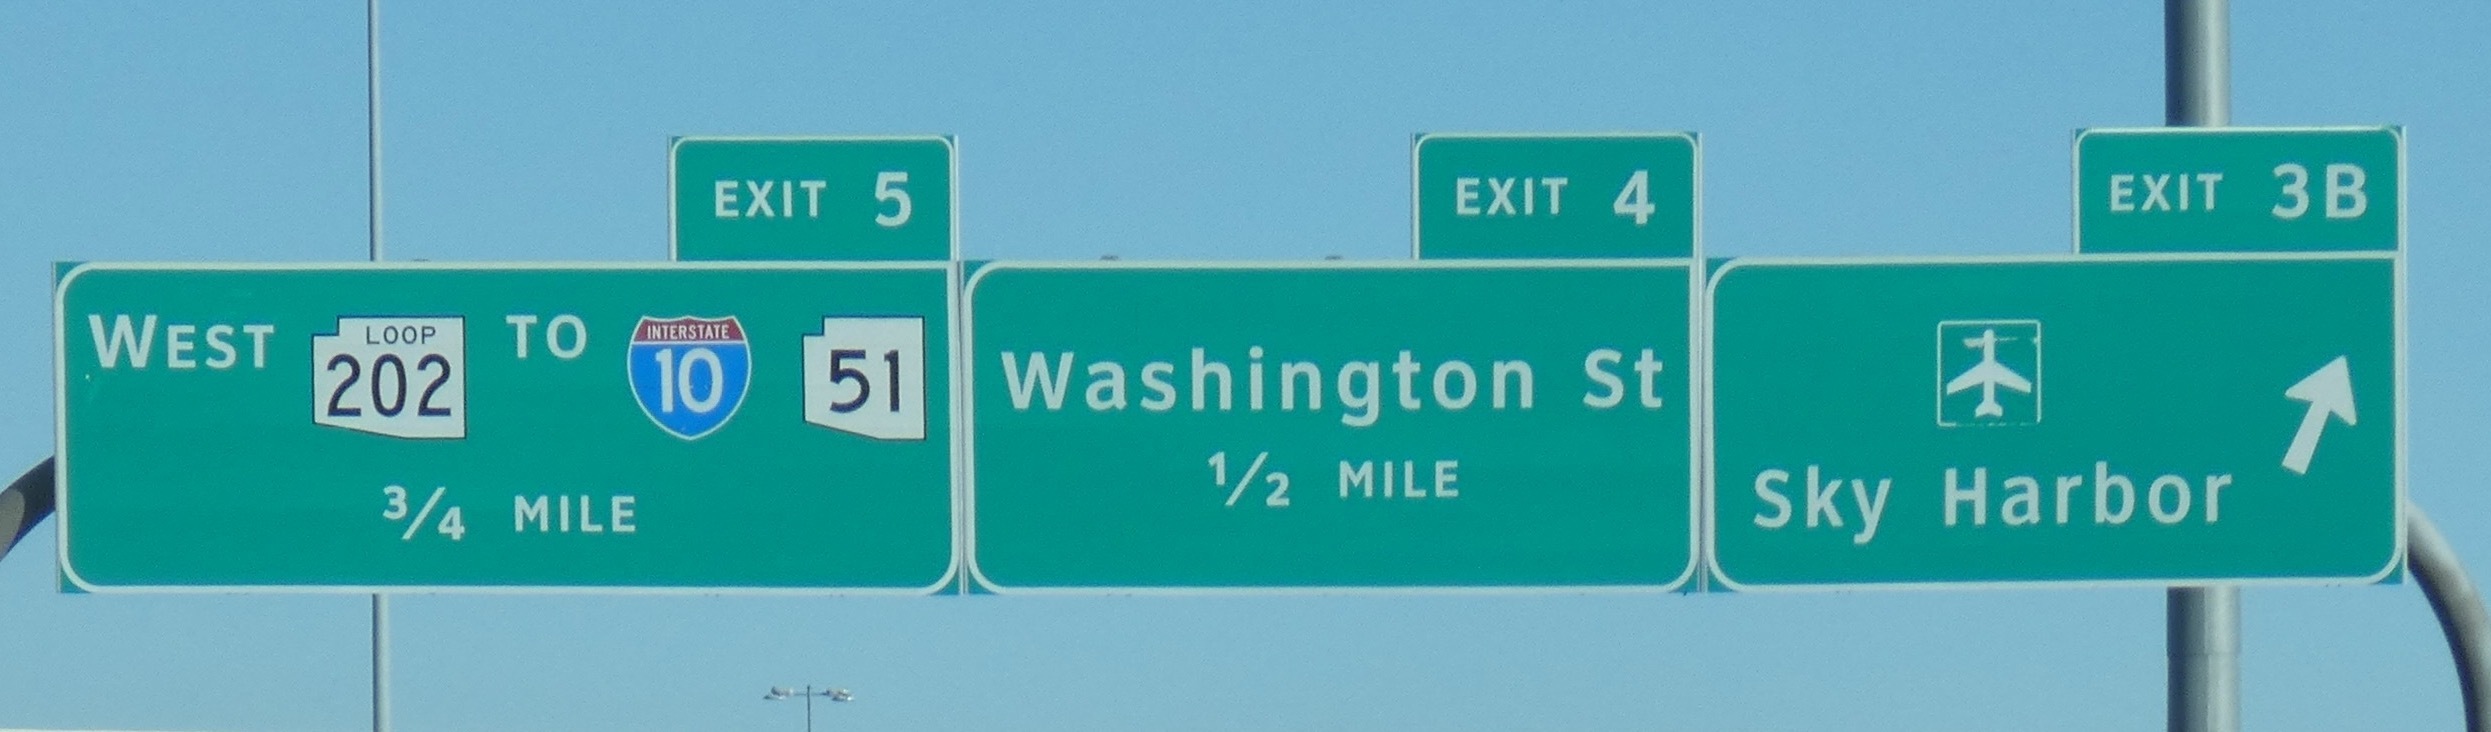 EXIT 5
WEST LOOP 202 TO INTERSTATE 10 51
3/4 MILE
EXIT 4
Washington St
1/2 MILE
EXIT 3B
Sky Harbor